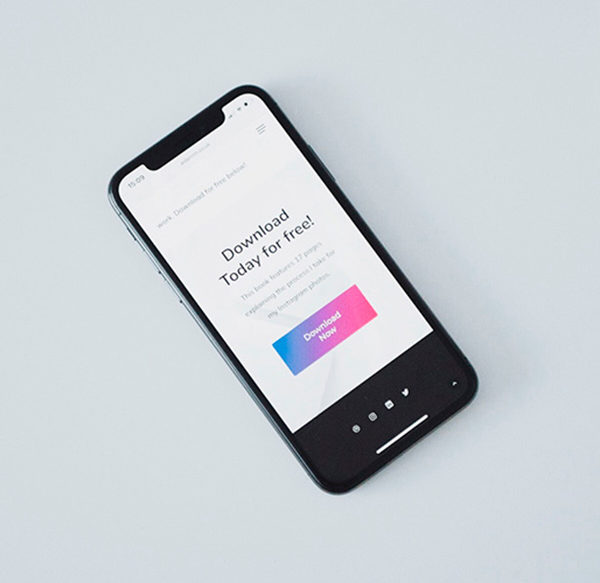 15:09
work. Download for free below!
Download
Today for free!
This book features 17 pages
explaining the process I take for
my Instagram photos.
Download
Now